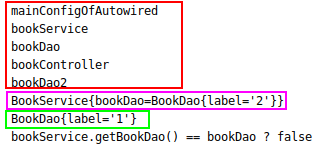 mainConfigOfAutowired
bookService
bookDao
bookController
bookDao2
BookService{bookDao=BookDao{label='2'}}
BookDao{label='1'}
bookService.getBookDao() == bookDao ? false